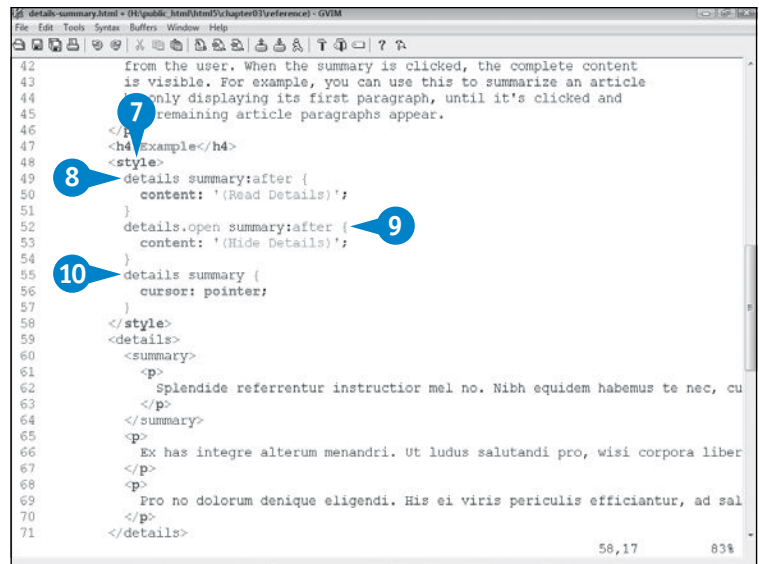 details-summary.html + (H:\public_html\html5\chapter03\reference) - GVIM
File Edit Tools Syntax Buffers Window Help
42 from the user. When the summary is clicked, the complete content
43 is visible. For example, you can use this to summarize an article
44 only displaying its first paragraph, until it's clicked and
45 remaining article paragraphs appear.
7
46 </p>
47 <h4>Example</h4>
48 <style>
8
49 details summary:after {
50 content: '(Read Details)';
51 }
52 details.open summary:after {
9
53 content: '(Hide Details)';
54 }
10
55 details summary {
56 cursor: pointer;
57 }
58 </style>
59 <details>
60 <summary>
61 <p>
62 Splendide referrentur instructior mel no. Nibh equidem habemus te nec, cu
63 </p>
64 </summary>
65 <p>
66 Ex has integre alterum menandri. Ut ludus salutandi pro, wisi corpora liber
67 </p>
68 <p>
69 Pro no dolorum denique eligendi. His ei viris periculis efficiantur, ad sal
70 </p>
71 </details>
58,17 83%